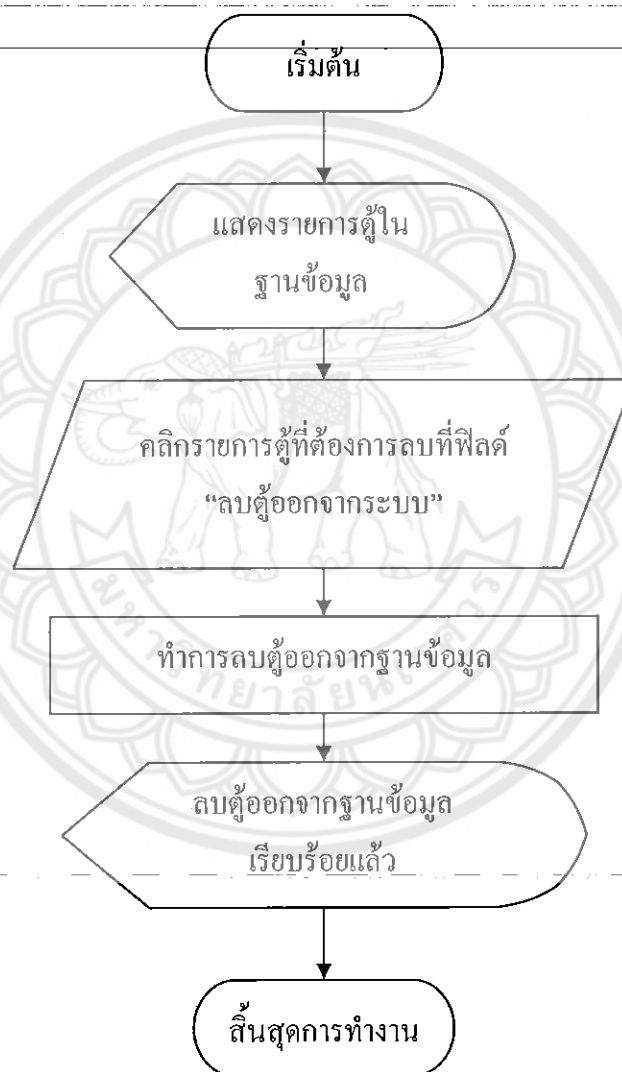 เริ่มต้น
แสดงรายการตู้ใน
ฐานข้อมูล
คลิกรายการตู้ที่ต้องการลบที่ฟิลด์
“ลบตู้ออกจากระบบ”
ทำการลบตู้ออกจากฐานข้อมูล
ลบตู้ออกจากฐานข้อมูล
เรียบร้อยแล้ว
สิ้นสุดการทำงาน